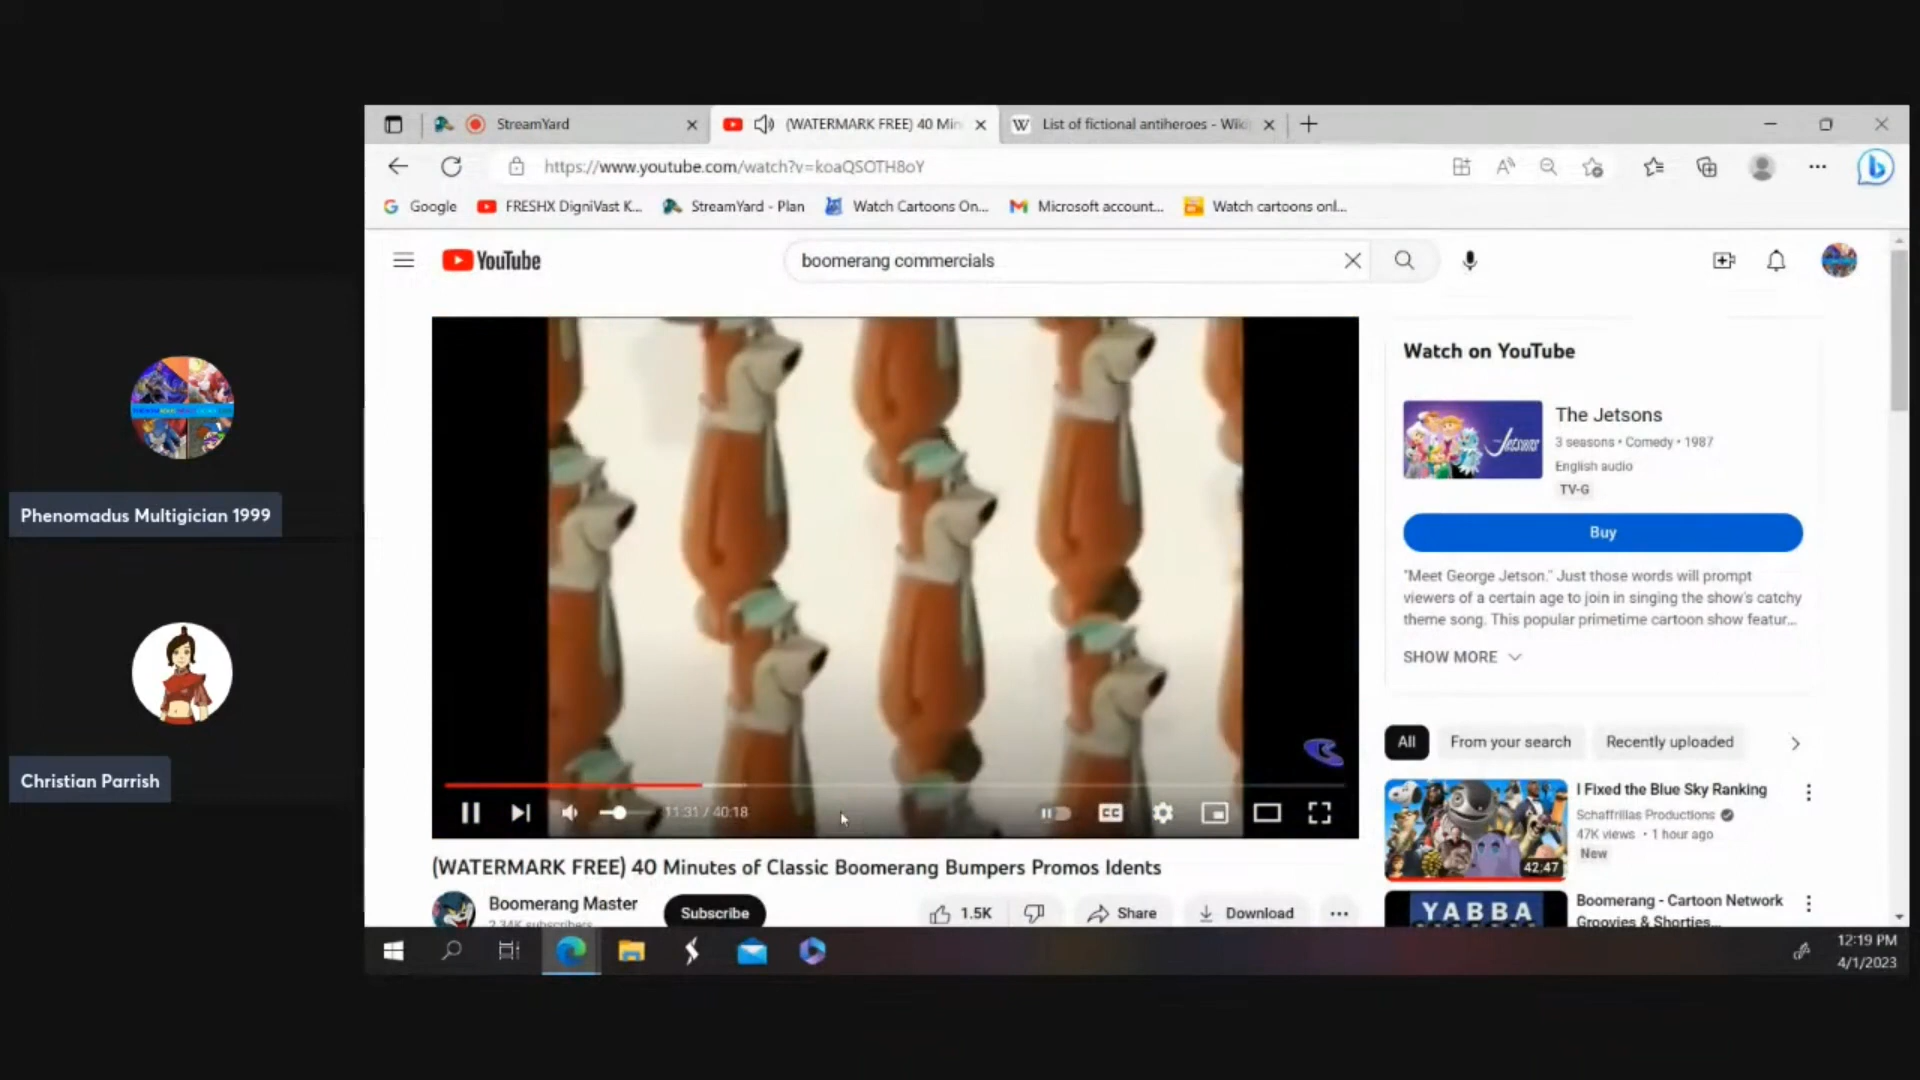 StreamYard
(WATERMARK FREE) 40 Min
List of fictional antiheroes - Wiki
https://www.youtube.com/watch?v=koaQSOTH8oY
Google
FRESHX DigniVast K...
StreamYard - Plan
Watch Cartoons On...
Microsoft account...
Watch cartoons onl...
YouTube
boomerang commercials
Phenomadus Multigician 1999
Christian Parrish
11:31 / 40:18
CC
Watch on YouTube
Jetsons
The Jetsons
3 seasons • Comedy • 1987
English audio
TV-G
Buy
"Meet George Jetson." Just those words will prompt
viewers of a certain age to join in singing the show's catchy
theme song. This popular primetime cartoon show featur...
SHOW MORE
All
From your search
Recently uploaded
42:47
I Fixed the Blue Sky Ranking
Schaffrillas Productions
47K views • 1 hour ago
New
YABBA
Boomerang - Cartoon Network
Groovies & Shorties...
(WATERMARK FREE) 40 Minutes of Classic Boomerang Bumpers Promos Idents
Boomerang Master
2.34K subscribers
Subscribe
1.5K
Share
Download
12:19 PM
4/1/2023